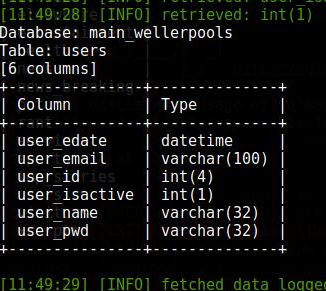 [11:49:28] [INFO] retrieved: int(1)
Database: main_wellerpools
Table: users
[6 columns]
+----------------+--------------+
| Column         | Type         |
+----------------+--------------+
| user_edate     | datetime     |
| user_email     | varchar(100) |
| user_id        | int(4)       |
| user_isactive  | int(1)       |
| user_name      | varchar(32)  |
| user_pwd       | varchar(32)  |
+----------------+--------------+
[11:49:29] [INFO] fetched data logged